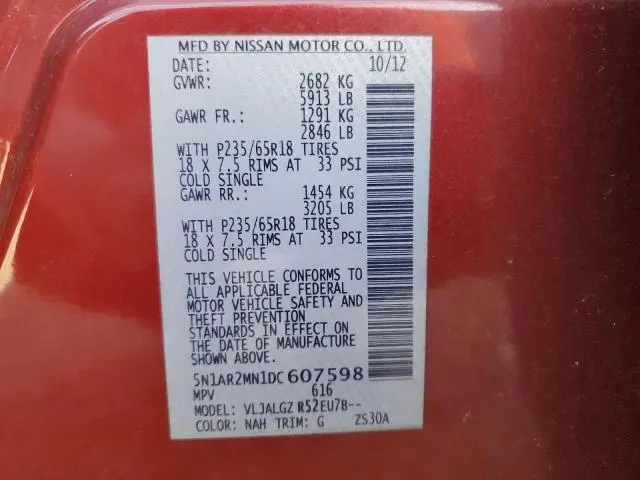 MFD BY NISSAN MOTOR CO., LTD.
DATE: 10/12
GVWR: 2682 KG
5913 LB
GAWR FR.: 1291 KG
2846 LB
WITH P235/65R18 TIRES
18 X 7.5 RIMS AT 33 PSI
COLD SINGLE
GAWR RR.: 1454 KG
3205 LB
WITH P235/65R18 TIRES
18 X 7.5 RIMS AT 33 PSI
COLD SINGLE
THIS VEHICLE CONFORMS TO
ALL APPLICABLE FEDERAL
MOTOR VEHICLE SAFETY AND
THEFT PREVENTION
STANDARDS IN EFFECT ON
THE DATE OF MANUFACTURE
SHOWN ABOVE.
5N1AR2MN1DC607598
MPV 616
MODEL: VLJALGZ R52EU7B--
COLOR: NAH TRIM: G ZS30A